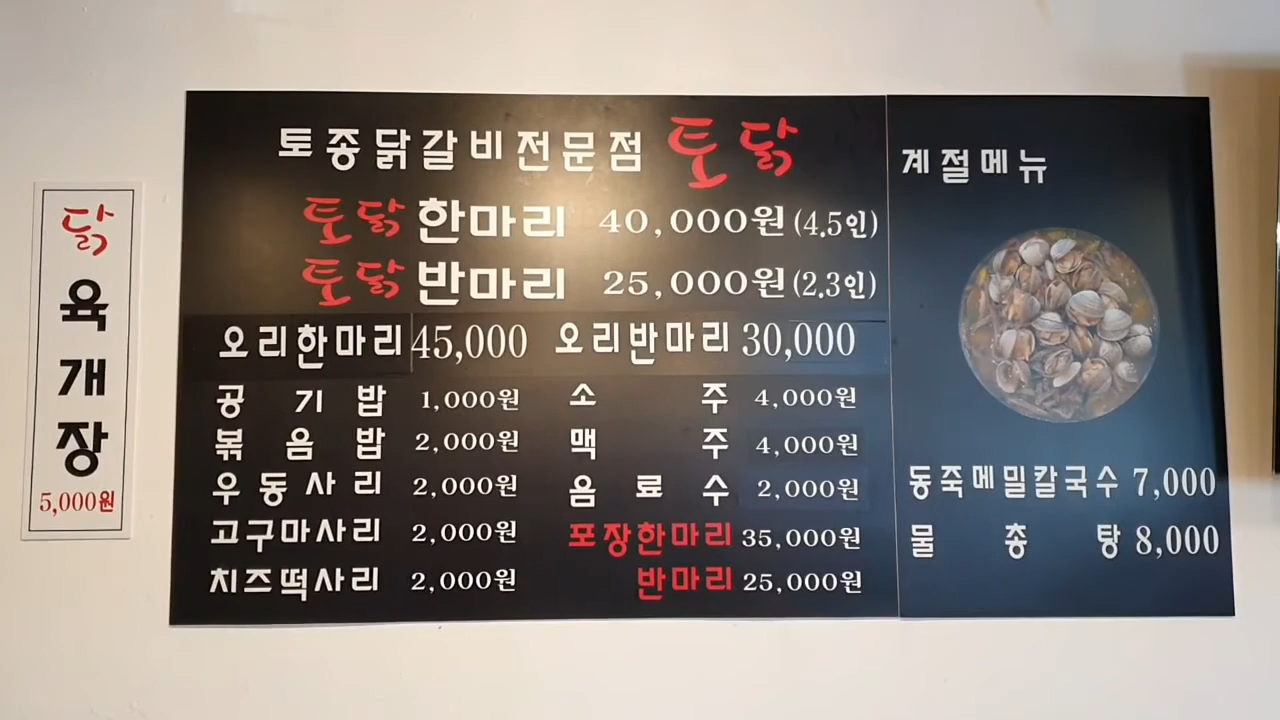 닭
육
개
장
5,000원
토종닭갈비전문점 토닭
토닭 한마리 40,000원 (4.5인)
토닭 반마리 25,000원 (2.3인)
오리한마리 45,000 오리반마리 30,000
공기밥 1,000원 소주 4,000원
볶음밥 2,000원 맥주 4,000원
우동사리 2,000원 음료수 2,000원
고구마사리 2,000원 포장한마리 35,000원
치즈떡사리 2,000원 반마리 25,000원
계절메뉴
동죽메밀칼국수 7,000
물총탕 8,000